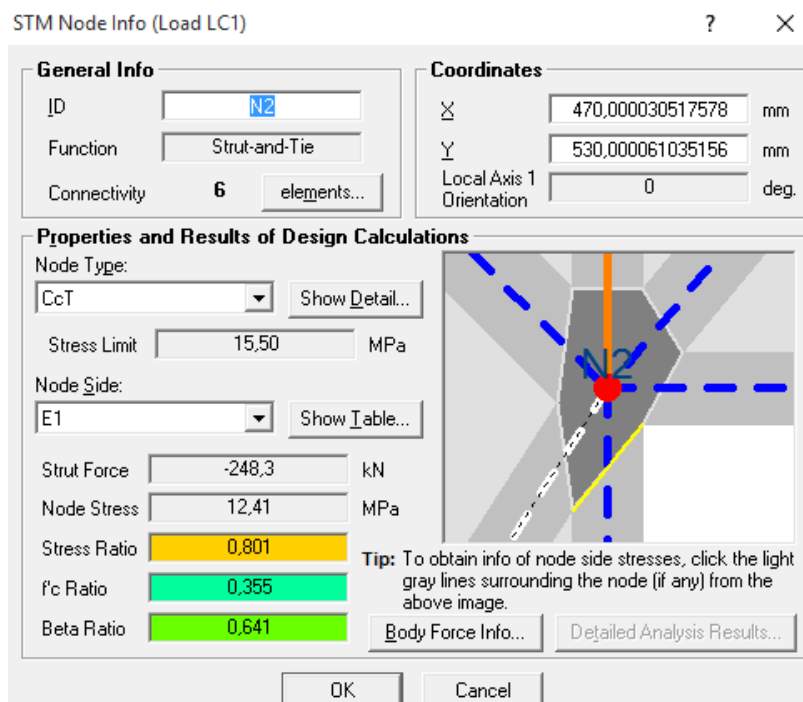 STM Node Info (Load LC1) ? ×
General Info
ID N2
Function Strut-and-Tie
Connectivity 6 elements...
Coordinates
X 470,000030517578 mm
Y 530,000061035156 mm
Local Axis 1
Orientation 0 deg.
Properties and Results of Design Calculations
Node Type:
CcT Show Detail...
Stress Limit 15,50 MPa
Node Side:
E1 Show Table...
Strut Force -248,3 kN
Node Stress 12,41 MPa
Stress Ratio 0,801
f'c Ratio 0,355
Beta Ratio 0,641
N2
Tip: To obtain info of node side stresses, click the light
gray lines surrounding the node (if any) from the
above image.
Body Force Info... Detailed Analysis Results...
OK Cancel